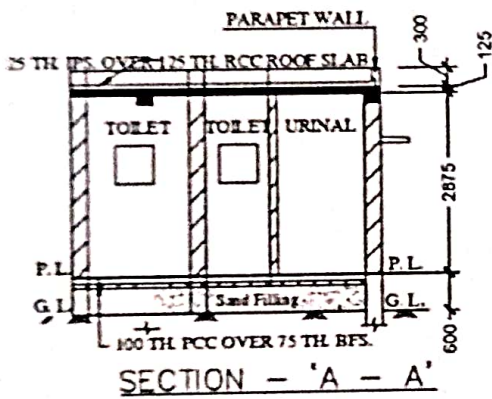 PARAPET WALL
25 TH. IPS. OVER 125 TH. RCC ROOF SLAB
300
125
TOILET TOILET URINAL
2875
P.L. P.L.
G.L. Sand Filling G.L.
600
100 TH. PCC OVER 75 TH. BFS.
SECTION - 'A - A'